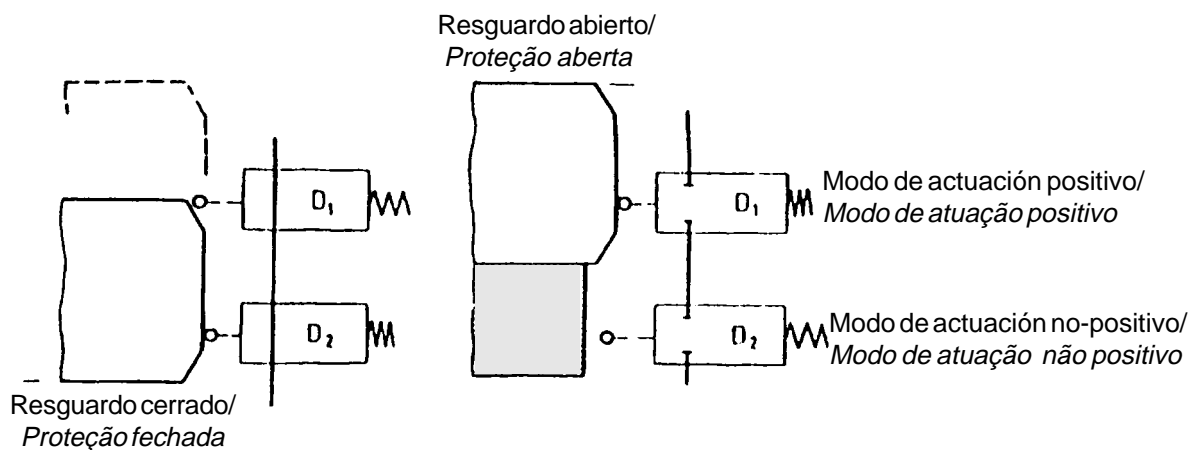 Resguardo abierto/
Proteção aberta
D₁
D₂
Resguardo cerrado/
Proteção fechada
D₁
Modo de actuación positivo/
Modo de atuação positivo
D₂
Modo de actuación no-positivo/
Modo de atuação não positivo